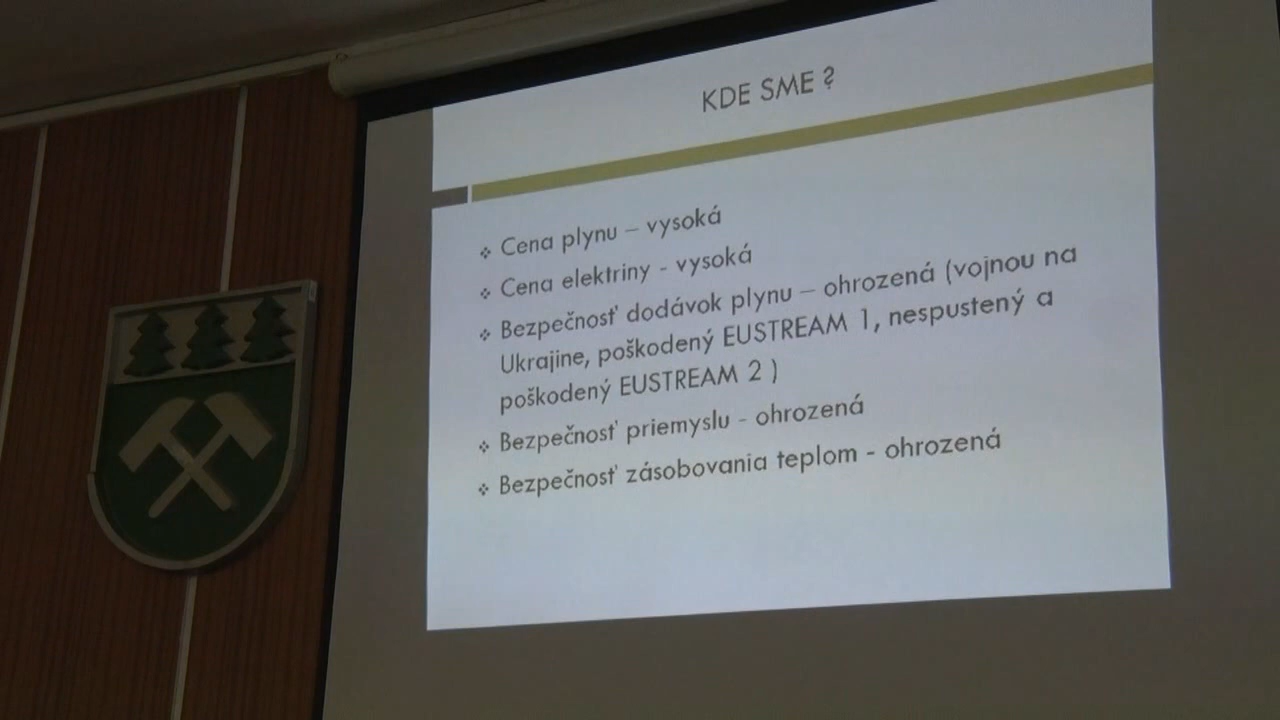 KDE SME ?
Cena plynu – vysoká
Cena elektriny - vysoká
Bezpečnosť dodávok plynu – ohrozená (vojnou na
Ukrajine, poškodený EUSTREAM 1, nespustený a
poškodený EUSTREAM 2 )
Bezpečnosť priemyslu - ohrozená
Bezpečnosť zásobovania teplom - ohrozená